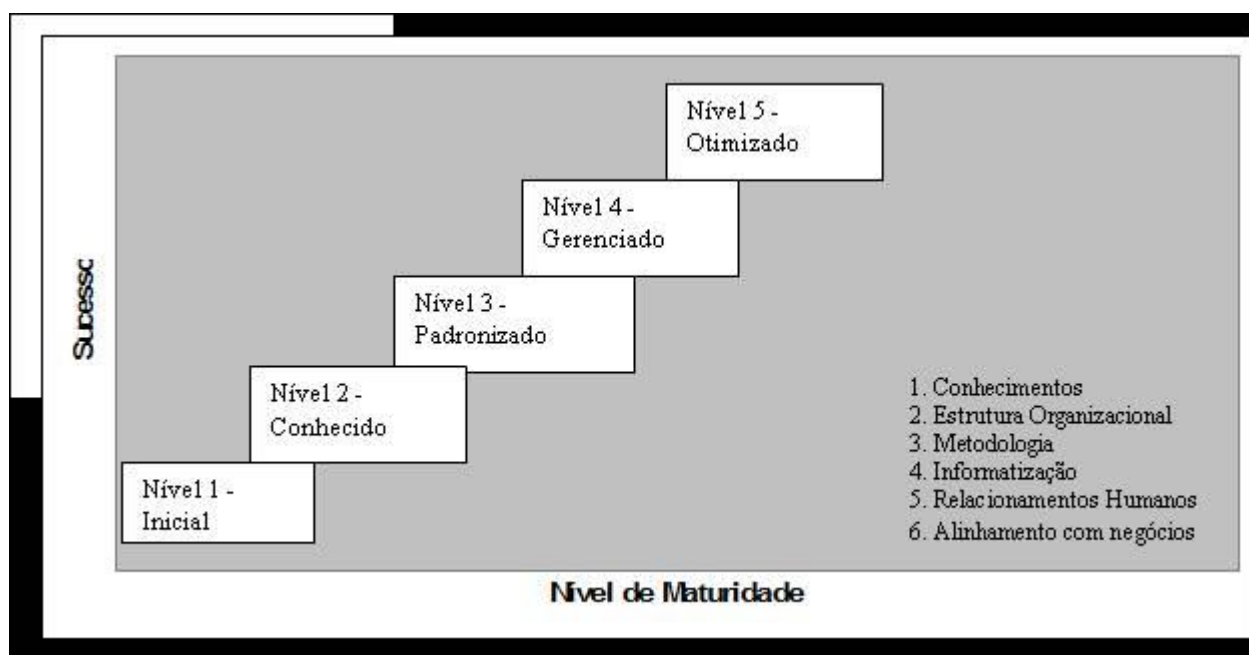 Nível 5 -
Otimizado
Nível 4 -
Gerenciado
Nível 3 -
Padronizado
Nível 2 -
Conhecido
Nível 1 -
Inicial
Sucesso
1. Conhecimentos
2. Estrutura Organizacional
3. Metodologia
4. Informatização
5. Relacionamentos Humanos
6. Alinhamento com negócios
Nível de Maturidade